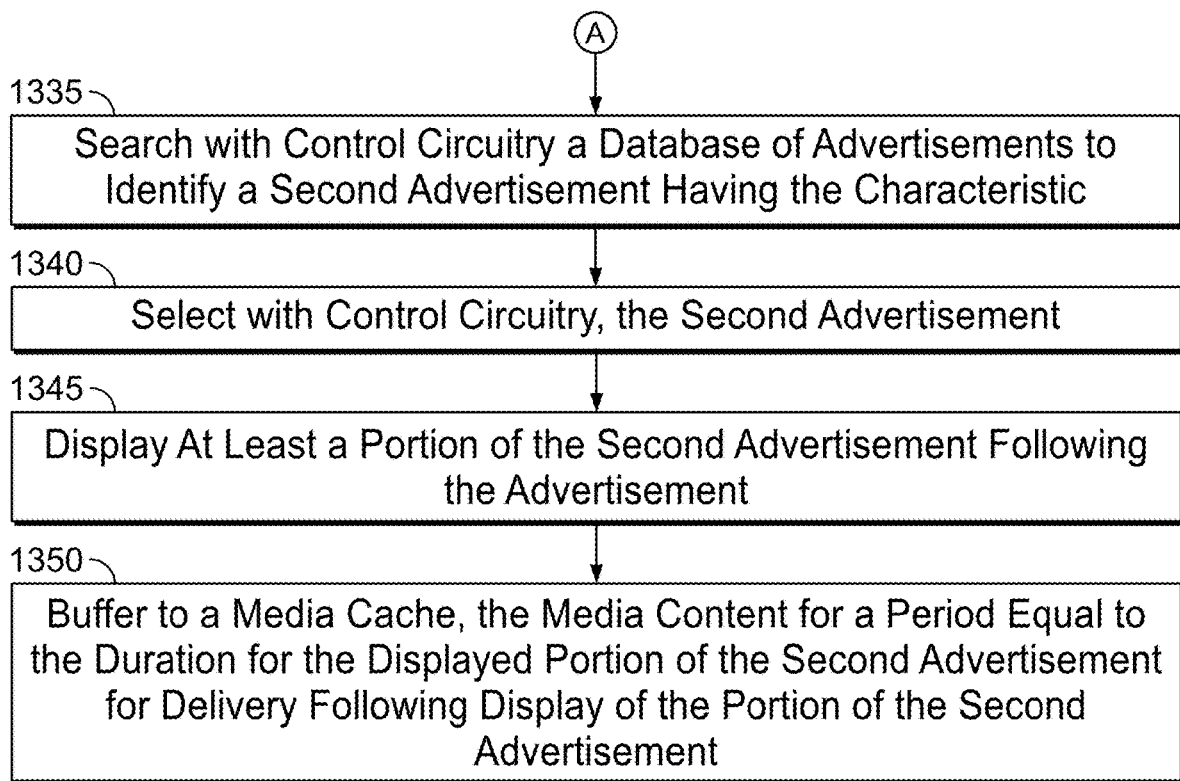 A
1335
Search with Control Circuitry a Database of Advertisements to
Identify a Second Advertisement Having the Characteristic
1340
Select with Control Circuitry, the Second Advertisement
1345
Display At Least a Portion of the Second Advertisement Following
the Advertisement
1350
Buffer to a Media Cache, the Media Content for a Period Equal to
the Duration for the Displayed Portion of the Second Advertisement
for Delivery Following Display of the Portion of the Second
Advertisement